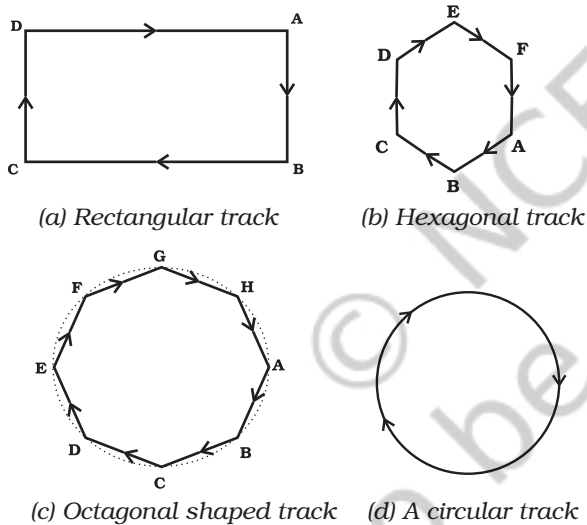 D A
C B
(a) Rectangular track
E
D F
C A
B
(b) Hexagonal track
G
F H
E A
D B
C
(c) Octagonal shaped track
(d) A circular track